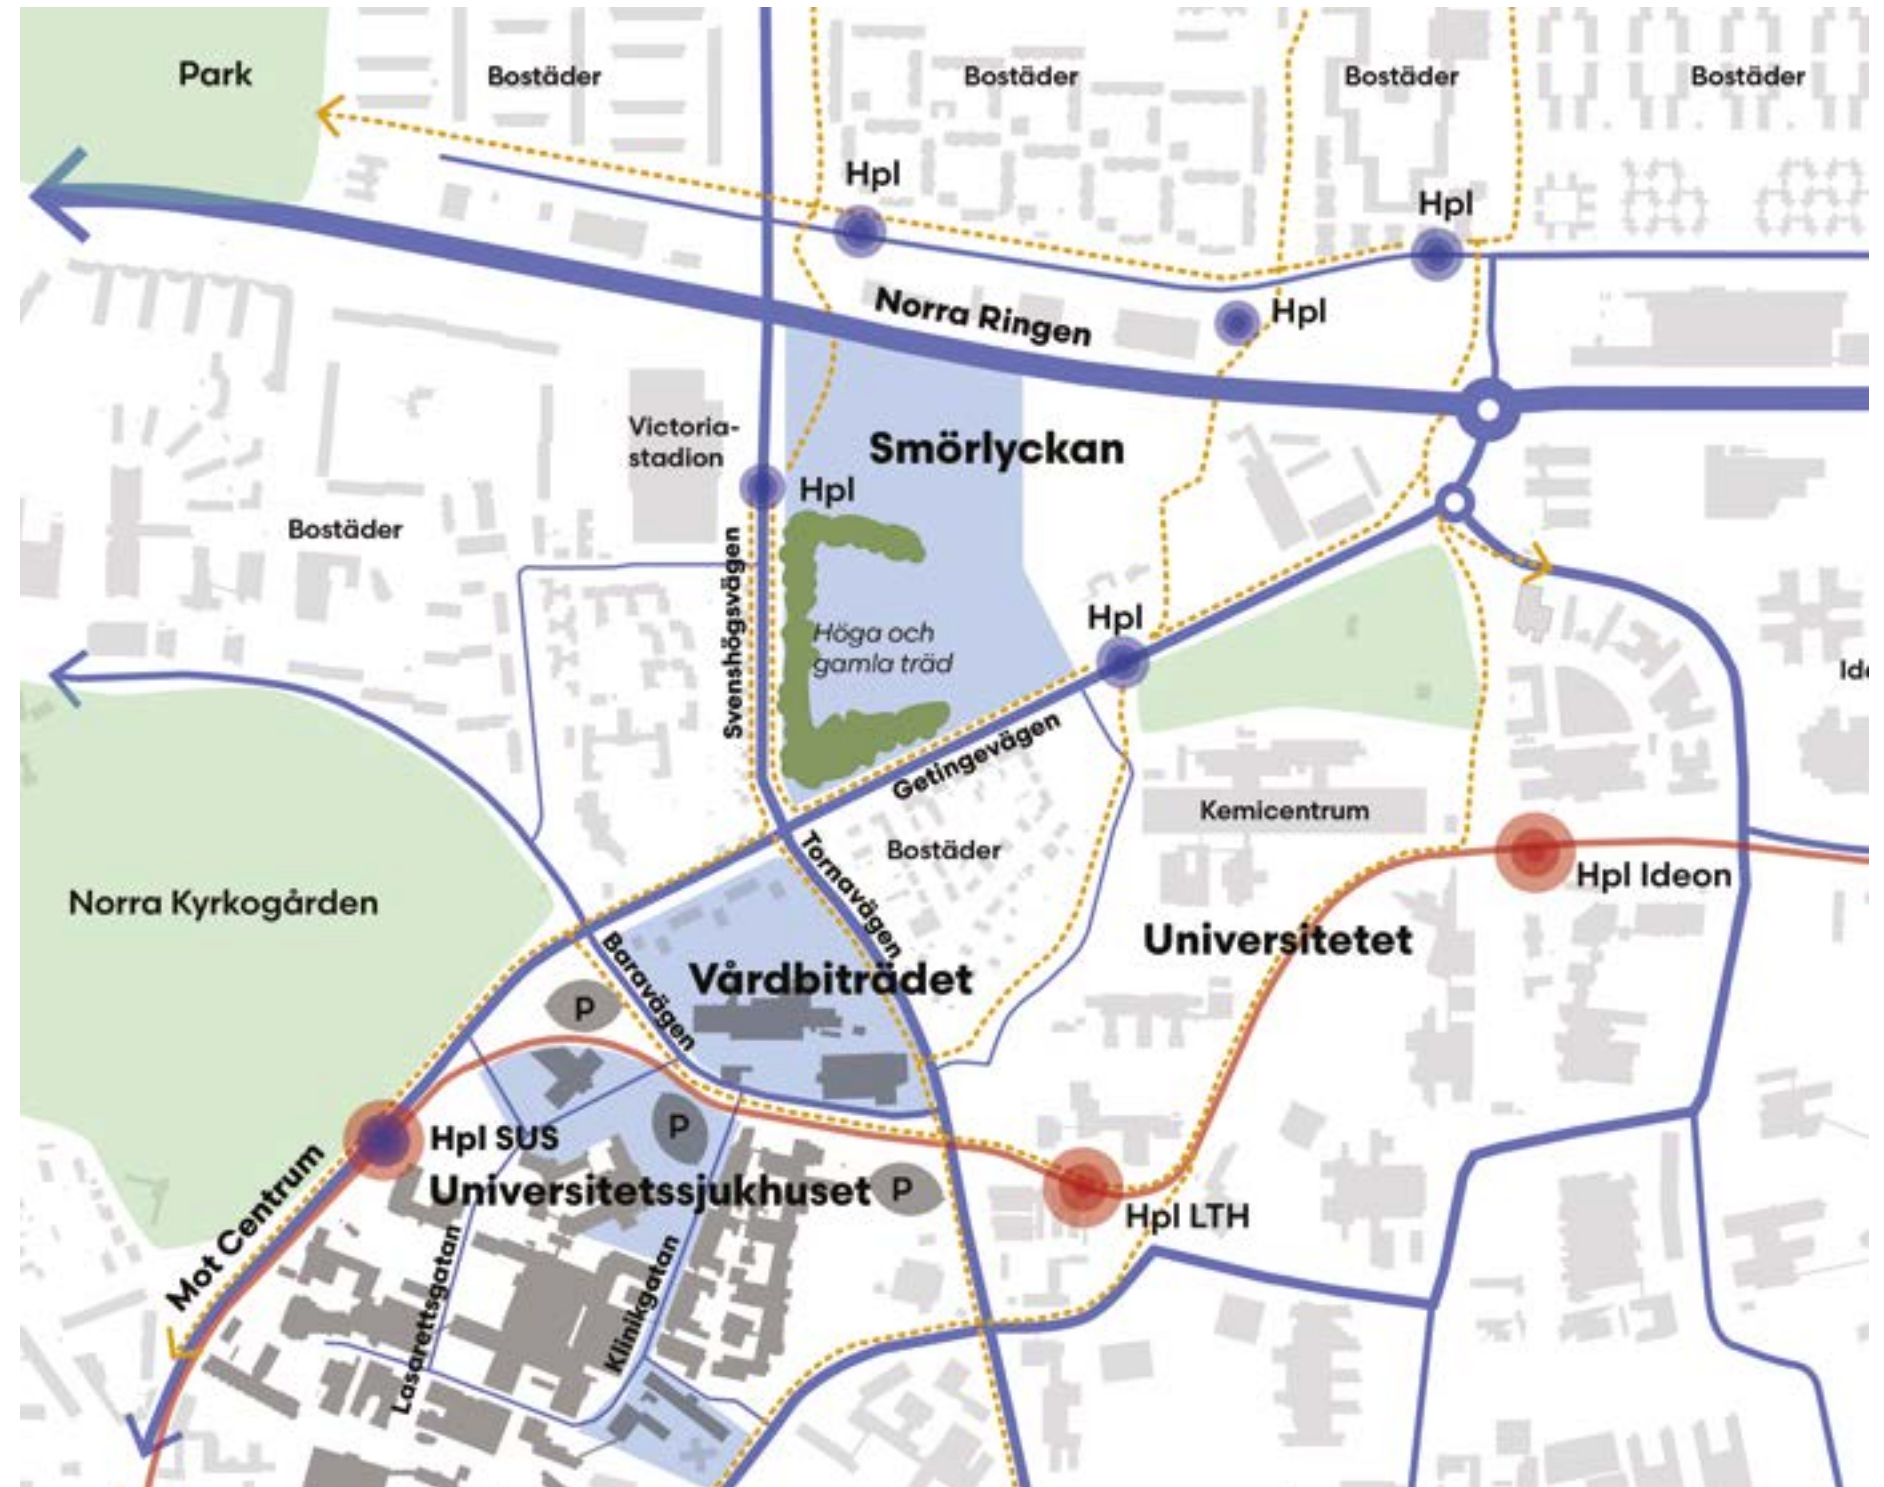 Park
Bostäder
Bostäder
Bostäder
Bostäder
Hpl
Hpl
Norra Ringen
Hpl
Victoria-
stadion
Smörlyckan
Hpl
Bostäder
Svenshögsvägen
Höga och
gamla träd
Hpl
Ide
Getingevägen
Kemicentrum
Tornavägen
Bostäder
Hpl Ideon
Norra Kyrkogården
Baravägen
Vårdbiträdet
Universitetet
P
P
Hpl SUS
Universitetssjukhuset
P
Hpl LTH
Mot Centrum
Lasarettsgatan
Klinikgatan